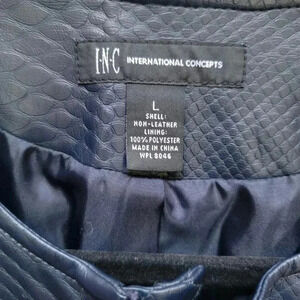 I·N·C INTERNATIONAL CONCEPTS
L
SHELL:
NON-LEATHER
LINING:
100% POLYESTER
MADE IN CHINA
WPL 8046